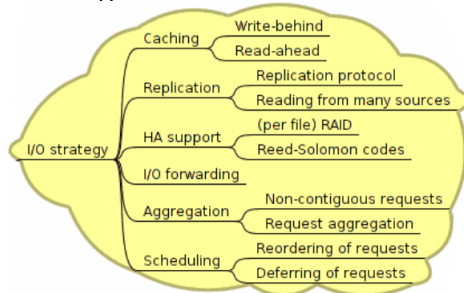 I/O strategy
Caching
Write-behind
Read-ahead
Replication
Replication protocol
Reading from many sources
HA support
(per file) RAID
Reed-Solomon codes
I/O forwarding
Aggregation
Non-contiguous requests
Request aggregation
Scheduling
Reordering of requests
Deferring of requests